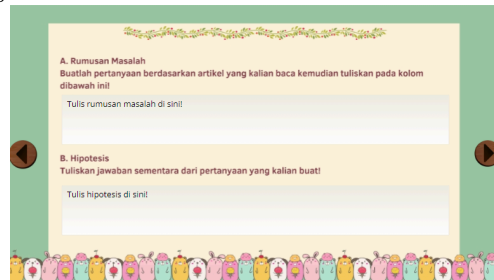 A. Rumusan Masalah
Buatlah pertanyaan berdasarkan artikel yang kalian baca kemudian tuliskan pada kolom
dibawah ini!
Tulis rumusan masalah di sini!
B. Hipotesis
Tuliskan jawaban sementara dari pertanyaan yang kalian buat!
Tulis hipotesis di sini!